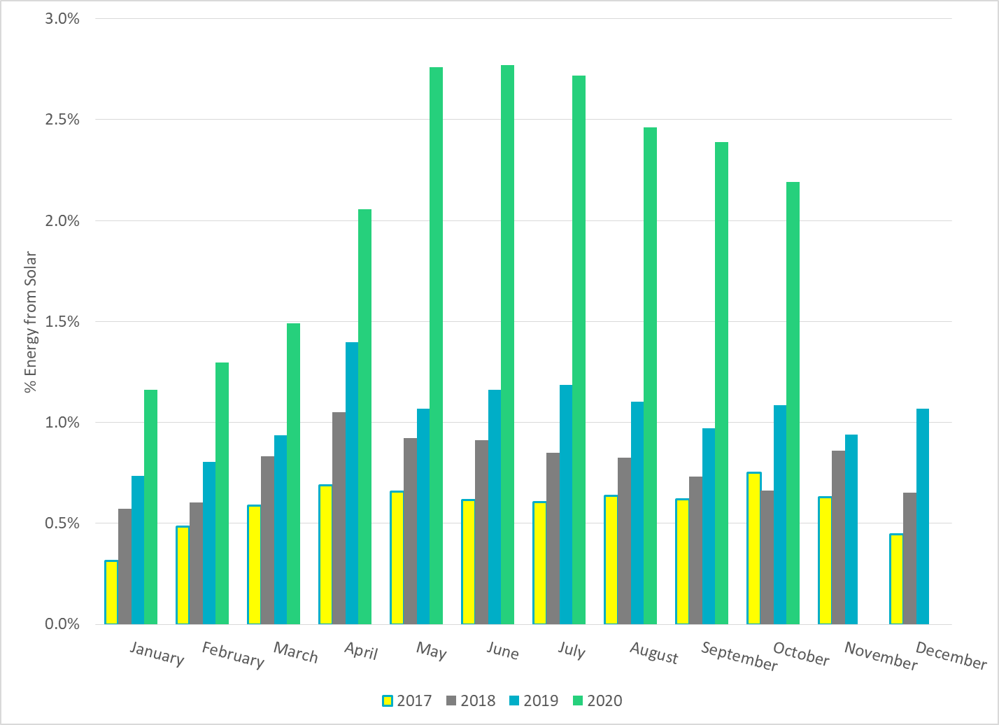 3.0%
2.5%
2.0%
1.5%
1.0%
0.5%
0.0%
% Energy from Solar
January February March April May June July August September October November December
2017 2018 2019 2020